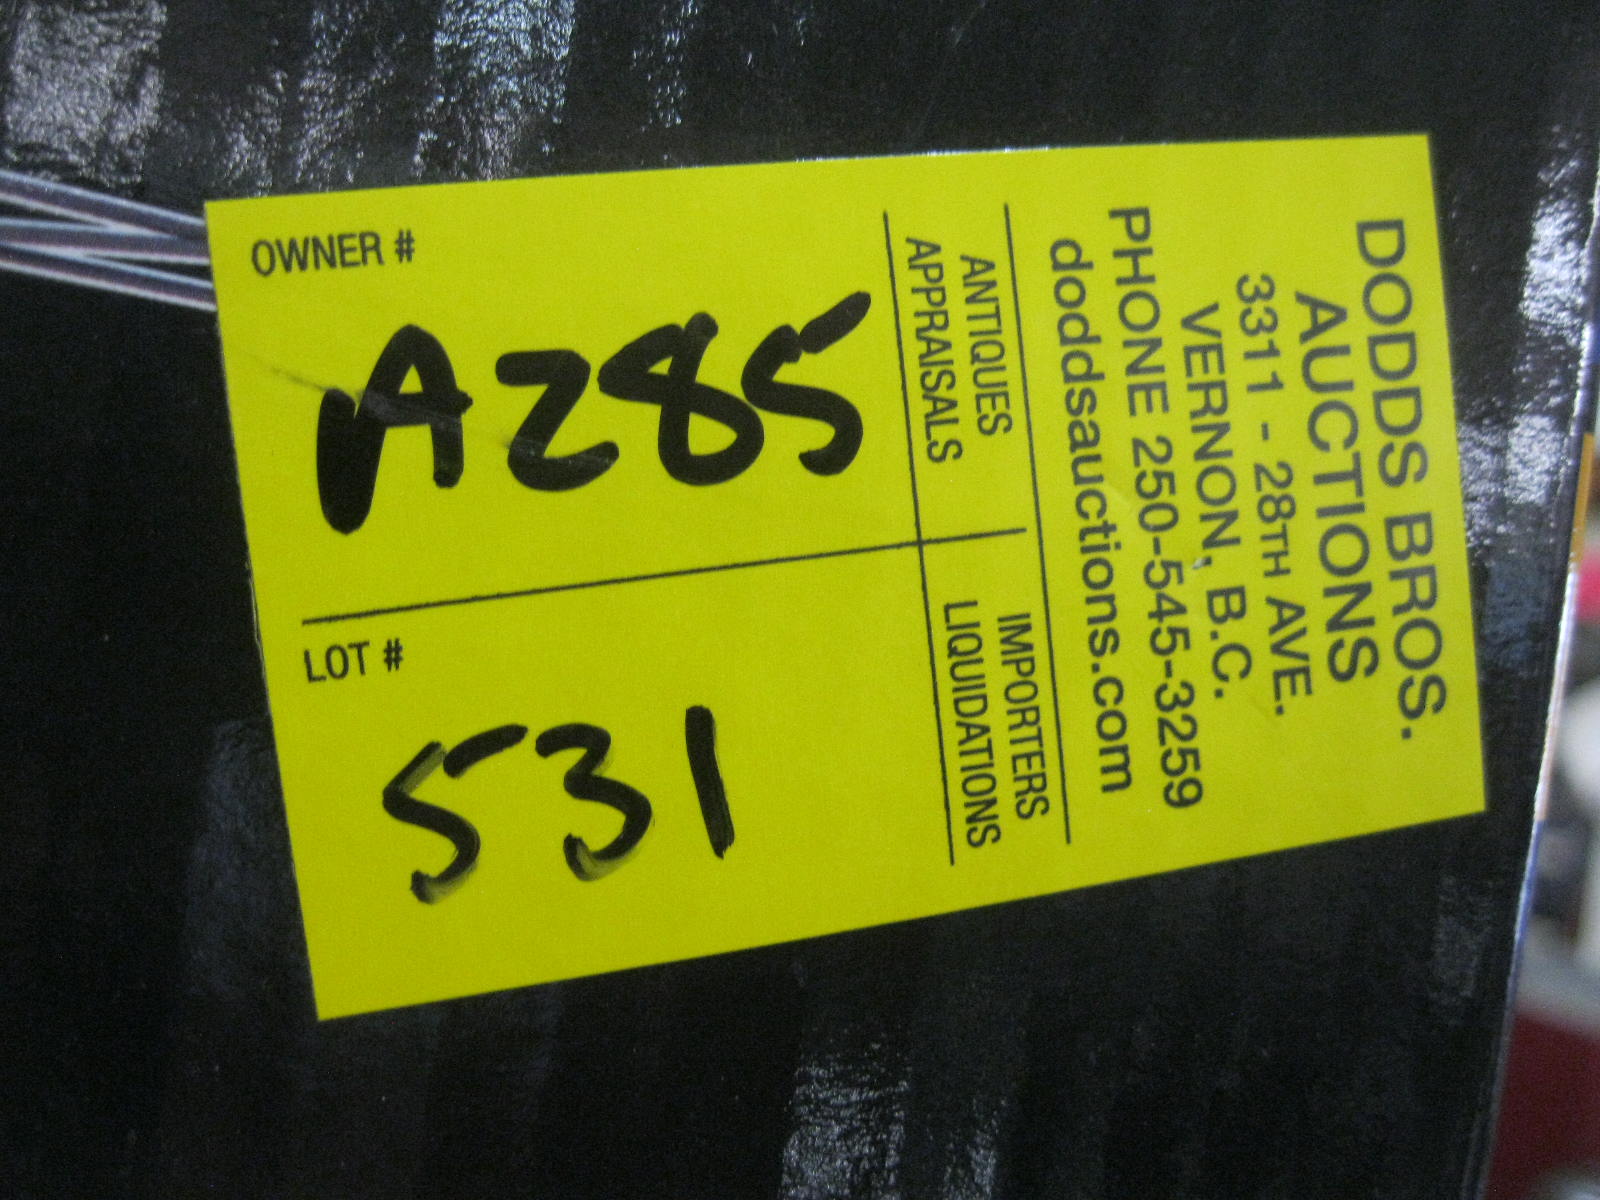 DODDS BROS.
AUCTIONS
3311 - 28TH AVE.
VERNON, B.C.
PHONE 250-545-3259
doddsauctions.com
ANTIQUES
APPRAISALS
IMPORTERS
LIQUIDATIONS
OWNER #
A285
LOT #
531